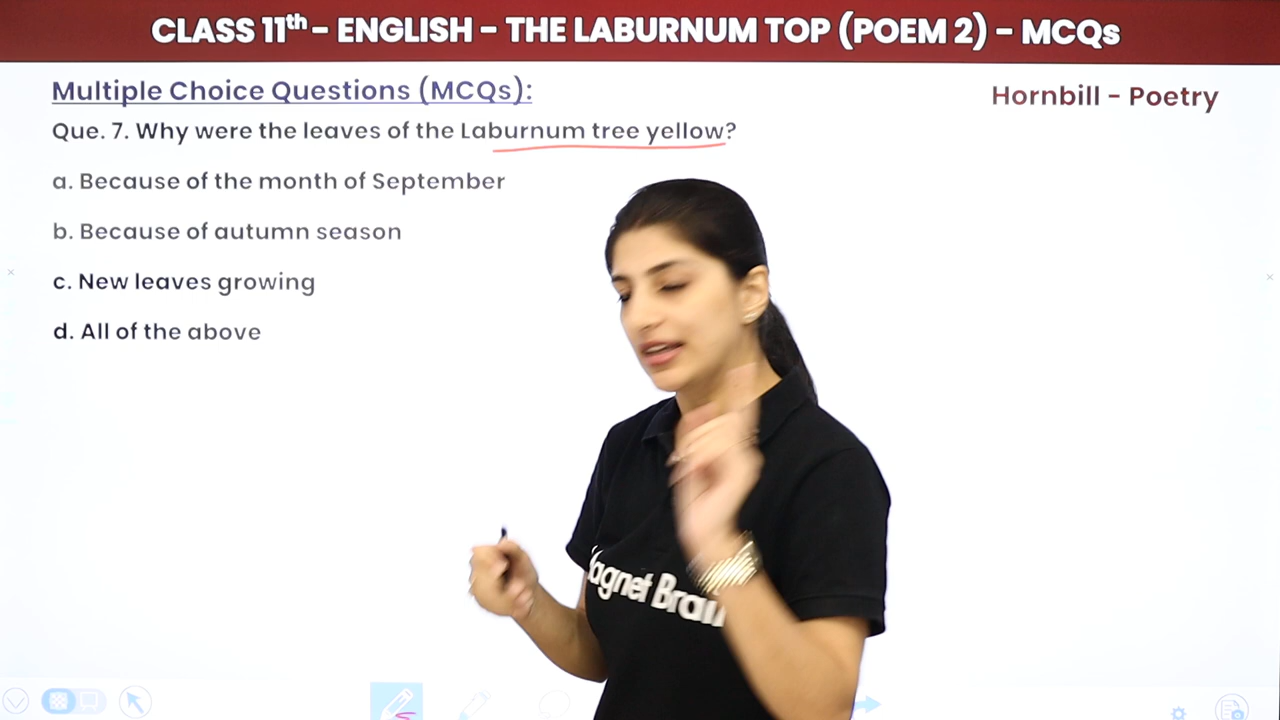 CLASS 11th - ENGLISH - THE LABURNUM TOP (POEM 2) - MCQs
Multiple Choice Questions (MCQs):
Hornbill - Poetry
Que. 7. Why were the leaves of the Laburnum tree yellow?
a. Because of the month of September
b. Because of autumn season
c. New leaves growing
d. All of the above
agnet Brai